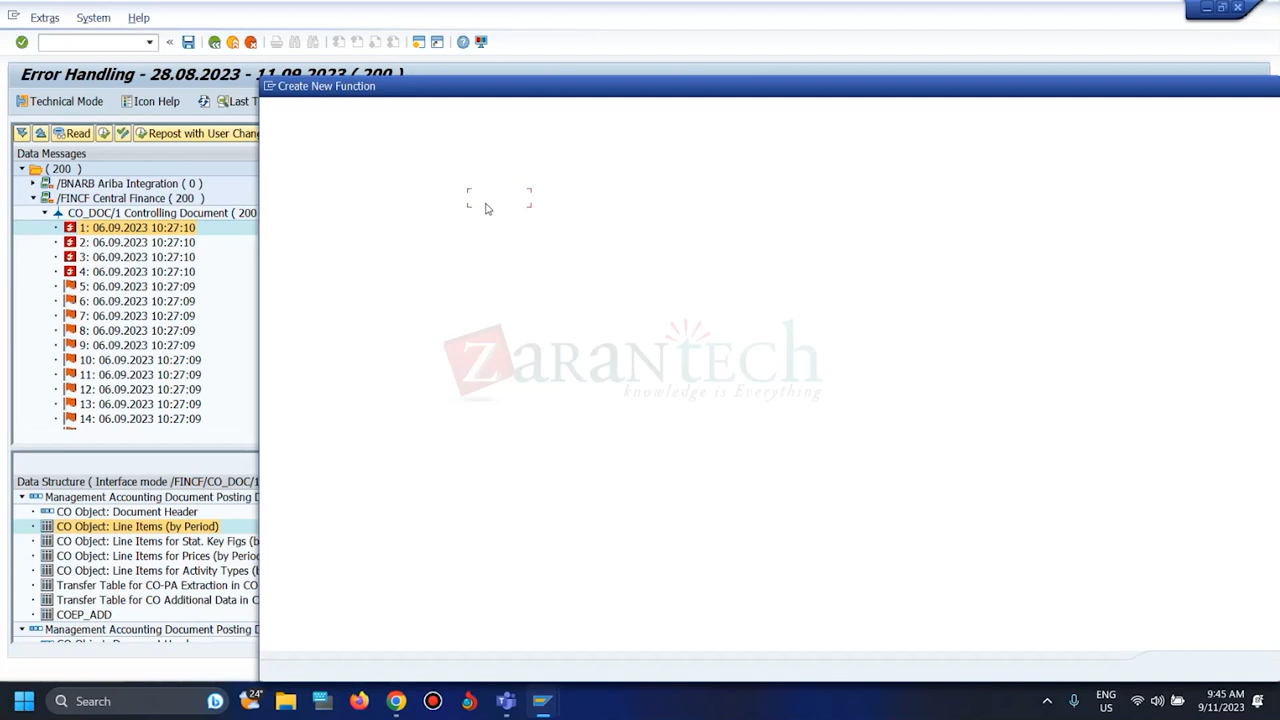 Extras System Help
Error Handling - 28.08.2023 - 11.09.2023 ( 200 )
Create New Function
Technical Mode Icon Help Last T
Read Repost with User Chang
Data Messages
( 200 )
/BNARB Ariba Integration ( 0 )
/FINCF Central Finance ( 200 )
CO_DOC/1 Controlling Document ( 200
1: 06.09.2023 10:27:10
2: 06.09.2023 10:27:10
3: 06.09.2023 10:27:10
4: 06.09.2023 10:27:10
5: 06.09.2023 10:27:09
6: 06.09.2023 10:27:09
7: 06.09.2023 10:27:09
8: 06.09.2023 10:27:09
9: 06.09.2023 10:27:09
10: 06.09.2023 10:27:09
11: 06.09.2023 10:27:09
12: 06.09.2023 10:27:09
13: 06.09.2023 10:27:09
14: 06.09.2023 10:27:09
ZARANtech
knowledge is Everything
Data Structure ( Interface mode /FINCF/CO_DOC/1
Management Accounting Document Posting D
CO Object: Document Header
CO Object: Line Items (by Period)
CO Object: Line Items for Stat. Key Figs (b
CO Object: Line Items for Prices (by Perio
CO Object: Line Items for Activity Types (b
Transfer Table for CO-PA Extraction in CO
Transfer Table for CO Additional Data in C
COEP_ADD
Management Accounting Document Posting D
Search
24°
ENG
US
9:45 AM
9/11/2023